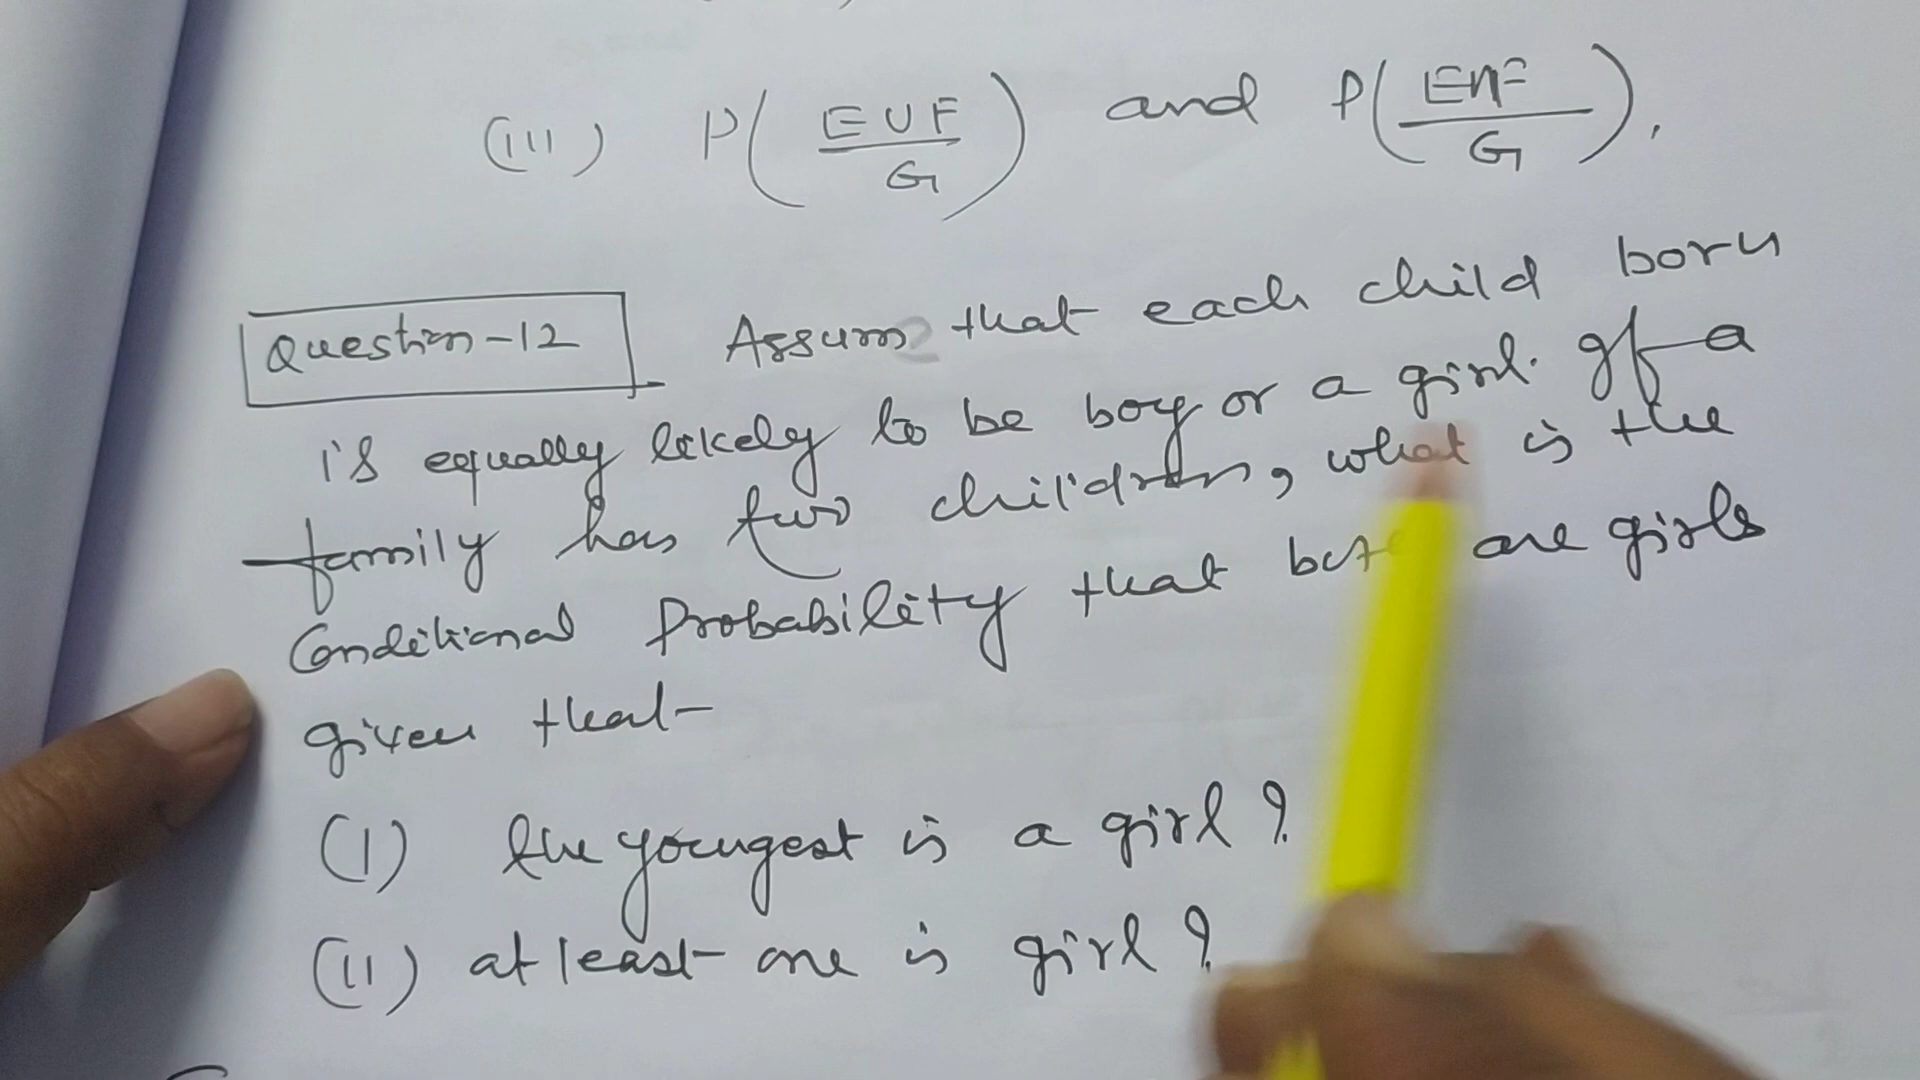 (III) P(E∪F/G) and P(E∩F/G).
Question-12 Assume that each child born
is equally likely to be boy or a girl. If a
family has two children, what is the
Conditional Probability that both are girls
given that
(I) the youngest is a girl?
(II) atleast one is girl?